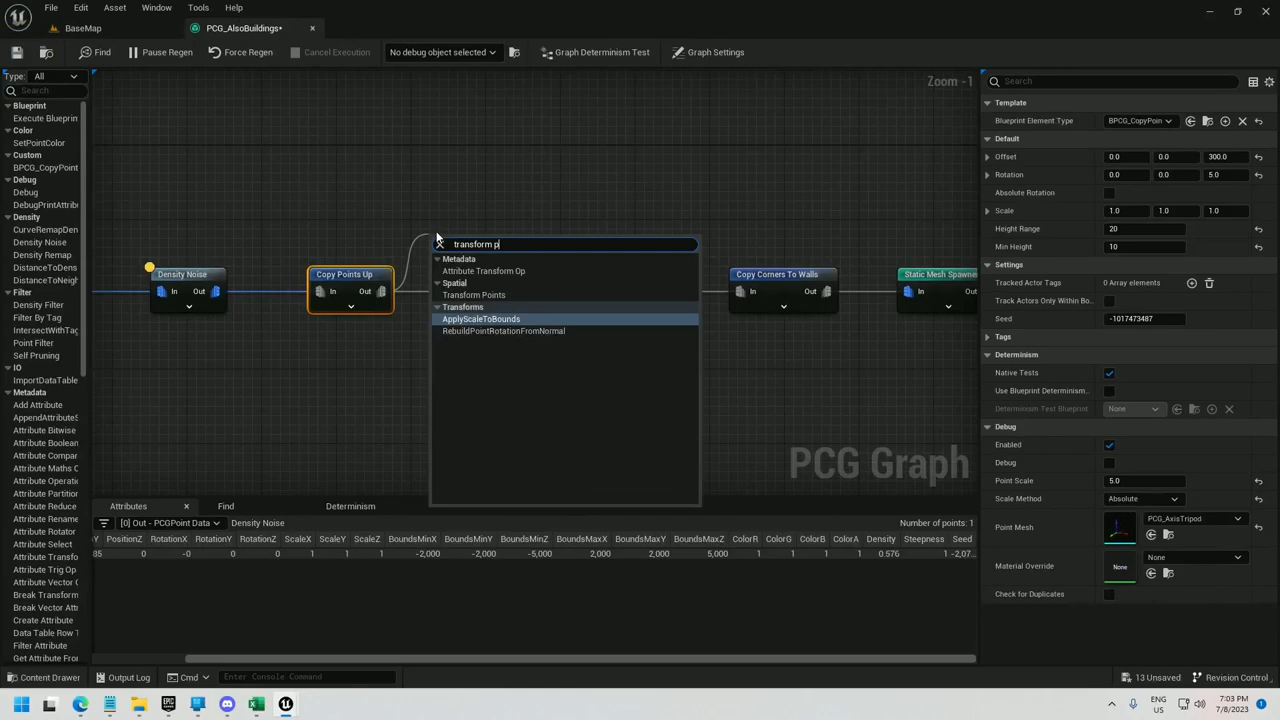 File Edit Asset Window Tools Help
BaseMap
PCG_AlsoBuildings*
Find
Pause Regen
Force Regen
Cancel Execution
No debug object selected
Graph Determinism Test
Graph Settings
Type: All
Search
Blueprint
Execute Blueprin
Color
SetPointColor
Custom
BPCG_CopyPoint
Debug
Debug
DebugPrintAttrib
Density
CurveRemapDen
Density Noise
Density Remap
DistanceToDens
DistanceToNeigh
Filter
Density Filter
Filter By Tag
IntersectWithTag
Point Filter
Self Pruning
IO
ImportDataTable
Metadata
Add Attribute
AppendAttributeS
Attribute Bitwise
Attribute Boolean
Attribute Compar
Attribute Maths O
Attribute Operatio
Attribute Partition
Attribute Reduce
Attribute Rename
Attribute Rotator
Attribute Select
Attribute Transfo
Attribute Trig Op
Attribute Vector O
Break Transform
Break Vector Attr
Create Attribute
Data Table Row T
Filter Attribute
Get Attribute From
Zoom -1
Density Noise
In Out
Copy Points Up
In Out
transform p
Metadata
Attribute Transform Op
Spatial
Transform Points
Transforms
ApplyScaleToBounds
RebuildPointRotationFromNormal
Copy Corners To Walls
In Out
Static Mesh Spawne
In Out
PCG Graph
Attributes
Find
Determinism
[0] Out - PCGPoint Data
Density Noise
Number of points: 1
Y PositionZ RotationX RotationY RotationZ ScaleX ScaleY ScaleZ BoundsMinX BoundsMinY BoundsMinZ BoundsMaxX BoundsMaxY BoundsMaxZ ColorR ColorG ColorB ColorA Density Steepness Seed
85 0 -0 0 0 1 1 1 -2,000 -2,000 -5,000 2,000 2,000 5,000 1 1 1 1 0.576 1 -2,07...
Search
Template
Blueprint Element Type BPCG_CopyPoin
Default
Offset 0.0 0.0 300.0
Rotation 0.0 0.0 5.0
Absolute Rotation
Scale 1.0 1.0 1.0
Height Range 20
Min Height 10
Settings
Tracked Actor Tags 0 Array elements
Track Actors Only Within Bo...
Seed -1017473487
Tags
Determinism
Native Tests
Use Blueprint Determinism...
Determinism Test Blueprint None
Debug
Enabled
Debug
Point Scale 5.0
Scale Method Absolute
Point Mesh PCG_AxisTripod
Material Override None None
Check for Duplicates
Content Drawer
Output Log
Cmd
Enter Console Command
13 Unsaved
Revision Control
ENG
US
7:03 PM
7/8/2023
1